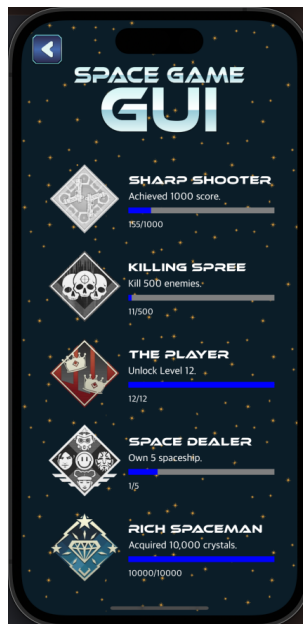 SPACE GAME
GUI
SHARP SHOOTER
Achieved 1000 score.
155/1000
KILLING SPREE
Kill 500 enemies.
11/500
THE PLAYER
Unlock Level 12.
12/12
SPACE DEALER
Own 5 spaceship.
1/5
RICH SPACEMAN
Acquired 10,000 crystals.
10000/10000